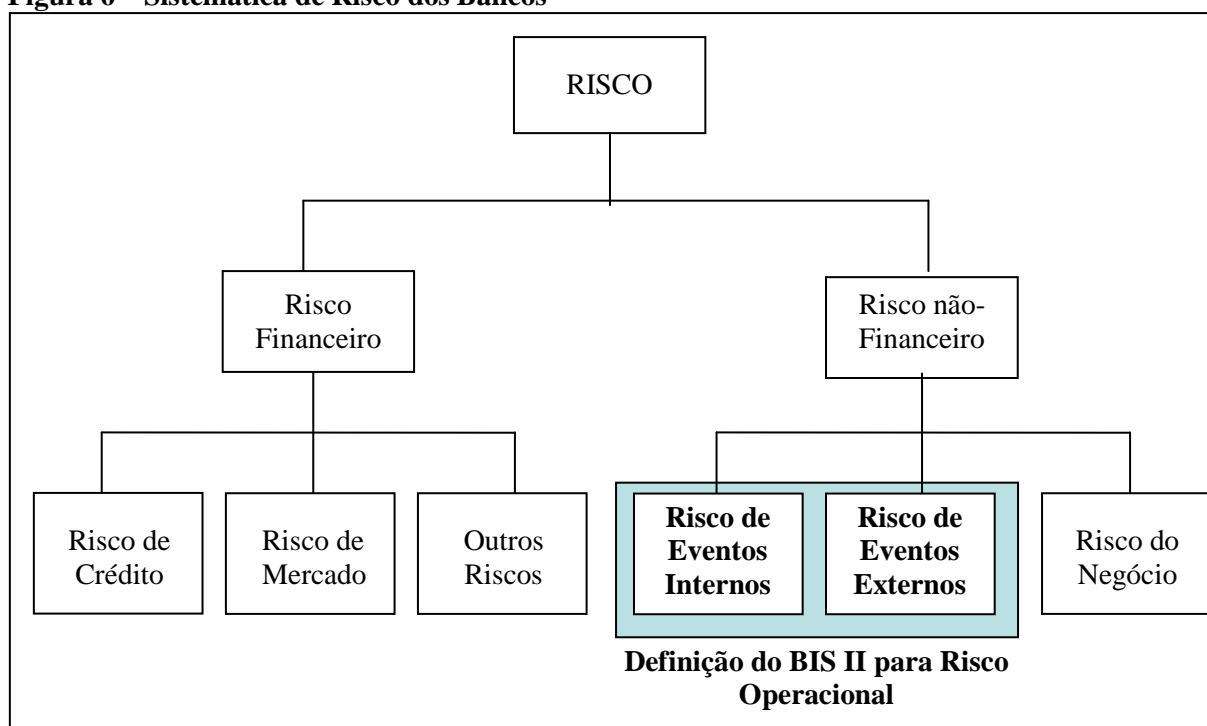 Figura Sistemática de Risco dos Bancos
RISCO
Risco
Financeiro
Risco não-
Financeiro
Risco de
Crédito
Risco de
Mercado
Outros
Riscos
Risco de
Eventos
Internos
Risco de
Eventos
Externos
Risco do
Negócio
Definição do BIS II para Risco
Operacional